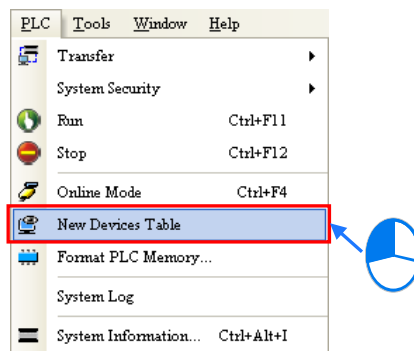 PLC Tools Window Help
Transfer
System Security
Run Ctrl+F11
Stop Ctrl+F12
Online Mode Ctrl+F4
New Devices Table
Format PLC Memory...
System Log
System Information... Ctrl+Alt+I